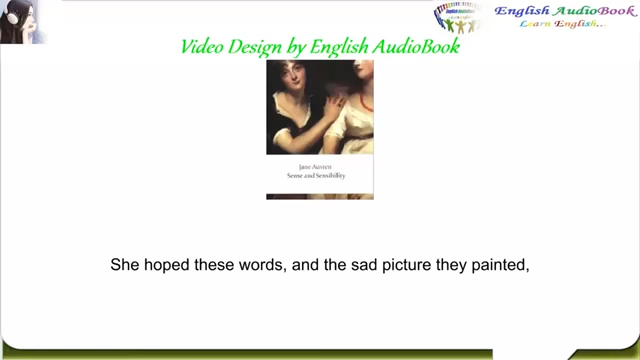 English AudioBook
Learn English...
Video Design by English AudioBook
Jane Austen
Sense and Sensibility
She hoped these words, and the sad picture they painted,